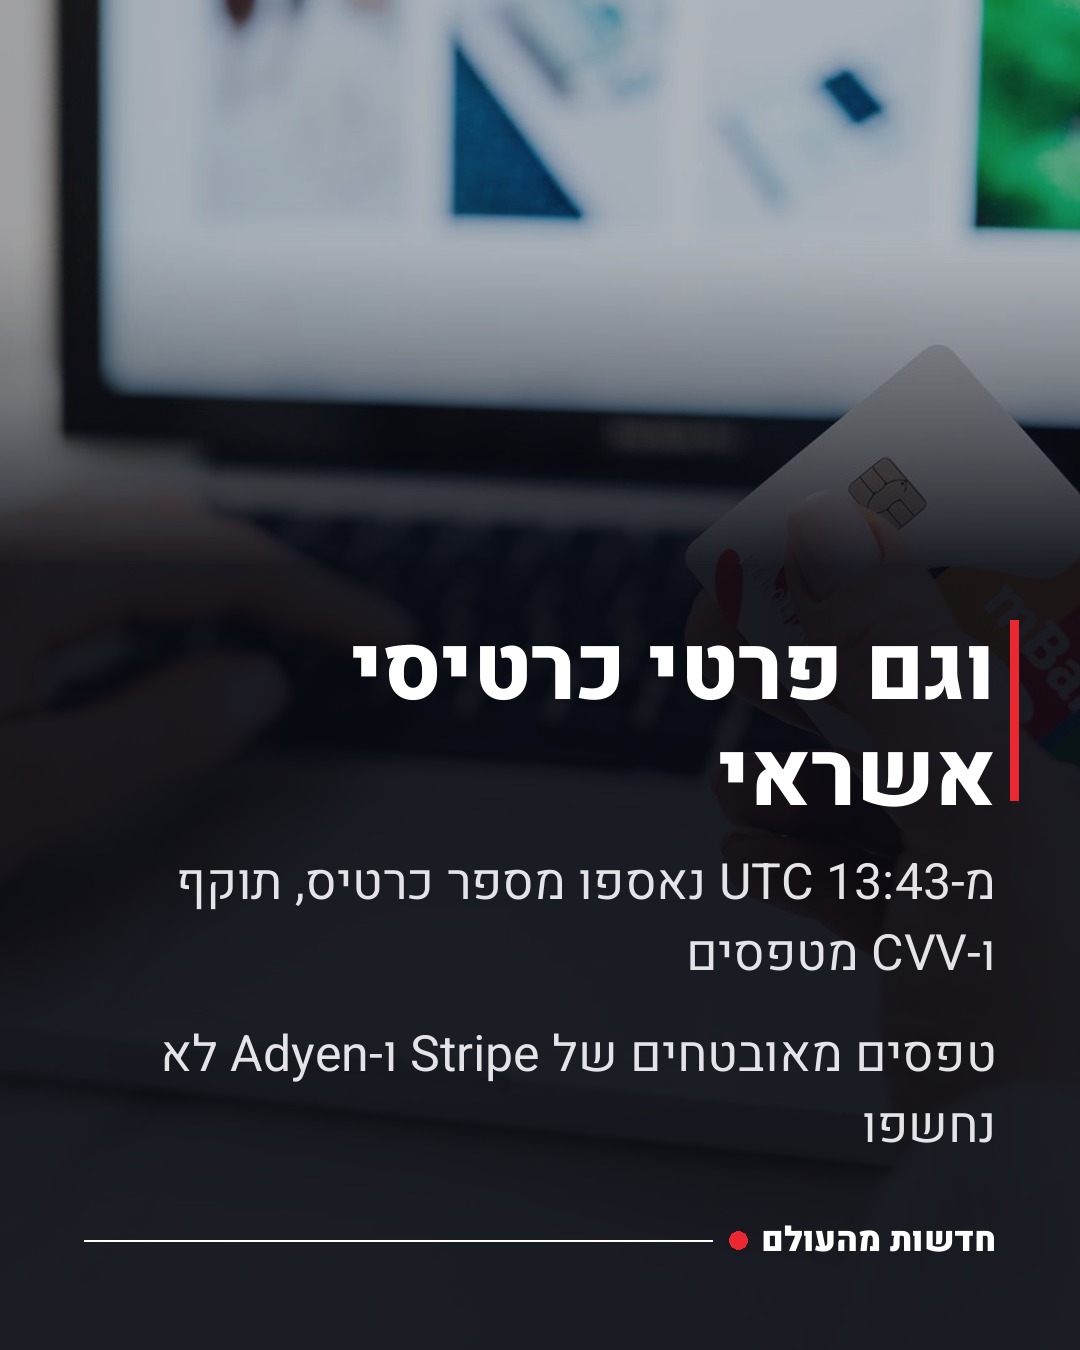 וגם פרטי כרטיסי
אשראי
מ-13:43 UTC נאספו מספר כרטיס, תוקף
ו-CVV מטפסים
טפסים מאובטחים של Stripe ו-Adyen לא
נחשפו
חדשות מהעולם